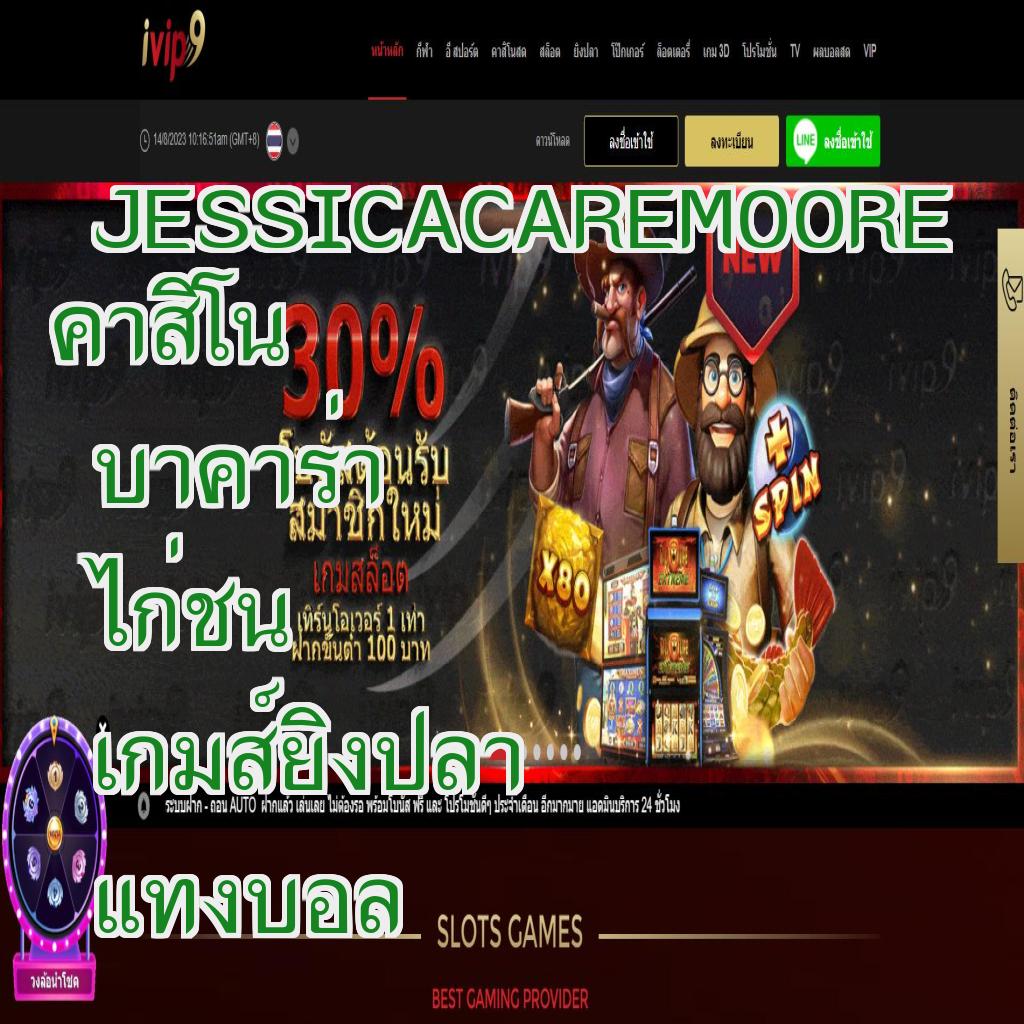 ivip9
หน้าหลัก กีฬา อี สปอร์ต คาสิโนสด สล็อต ยิงปลา โป๊กเกอร์ ล็อตเตอรี่ เกม 3D โปรโมชั่น TV ผลบอลสด VIP
14/8/2023 10:16:51am (GMT+8)
ดาวน์โหลด ลงชื่อเข้าใช้ ลงทะเบียน LINE ลงชื่อเข้าใช้
JESSICACAREMOORE
NEW
คาสิโน
30%
ติดต่อเรา
บาคาร่า
สมาชิกใหม่
+ SPIN
ไก่ชน
เกมสล็อต
X80
EXTREME
เทิร์นโอเวอร์ 1 เท่า
ฝากขั้นต่ำ 100 บาท
เกมส์ยิงปลา
ระบบฝาก - ถอน AUTO ฝากแล้ว เล่นเลย ไม่ต้องรอ พร้อมโบนัส ฟรี และ โปรโมชั่นดีๆ ประจำเดือน อีกมากมาย แอดมินบริการ 24 ชั่วโมง
แทงบอล
SLOTS GAMES
วงล้อนำโชค
BEST GAMING PROVIDER